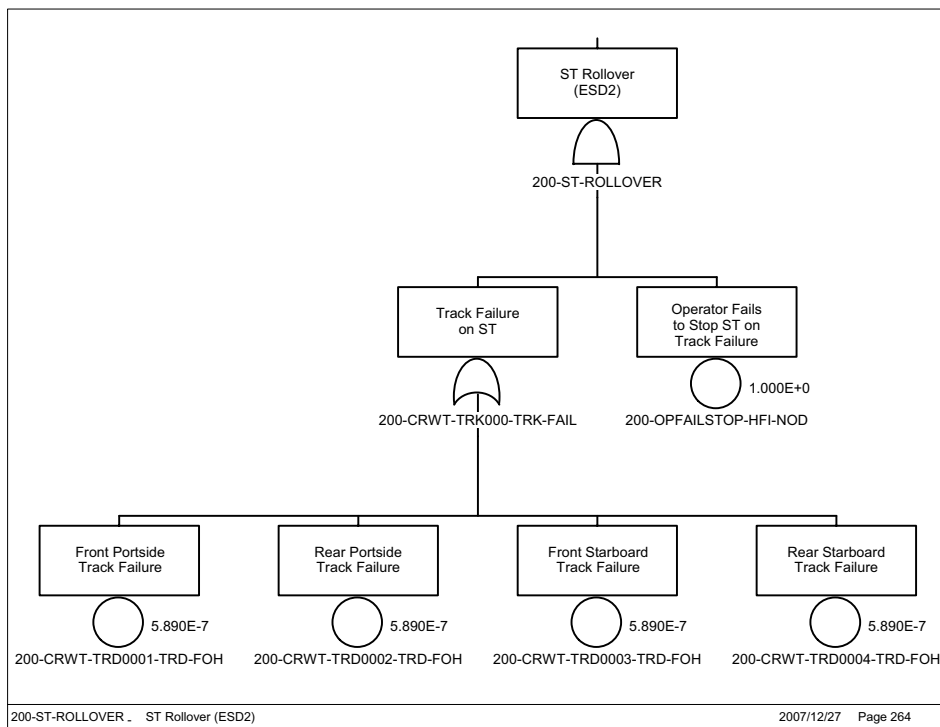 ST Rollover
(ESD2)
200-ST-ROLLOVER
Track Failure
on ST
200-CRWT-TRK000-TRK-FAIL
Operator Fails
to Stop ST on
Track Failure
1.000E+0
200-OPFAILSTOP-HFI-NOD
Front Portside
Track Failure
5.890E-7
200-CRWT-TRD0001-TRD-FOH
Rear Portside
Track Failure
5.890E-7
200-CRWT-TRD0002-TRD-FOH
Front Starboard
Track Failure
5.890E-7
200-CRWT-TRD0003-TRD-FOH
Rear Starboard
Track Failure
5.890E-7
200-CRWT-TRD0004-TRD-FOH
200-ST-ROLLOVER - ST Rollover (ESD2) 2007/12/27 Page 264